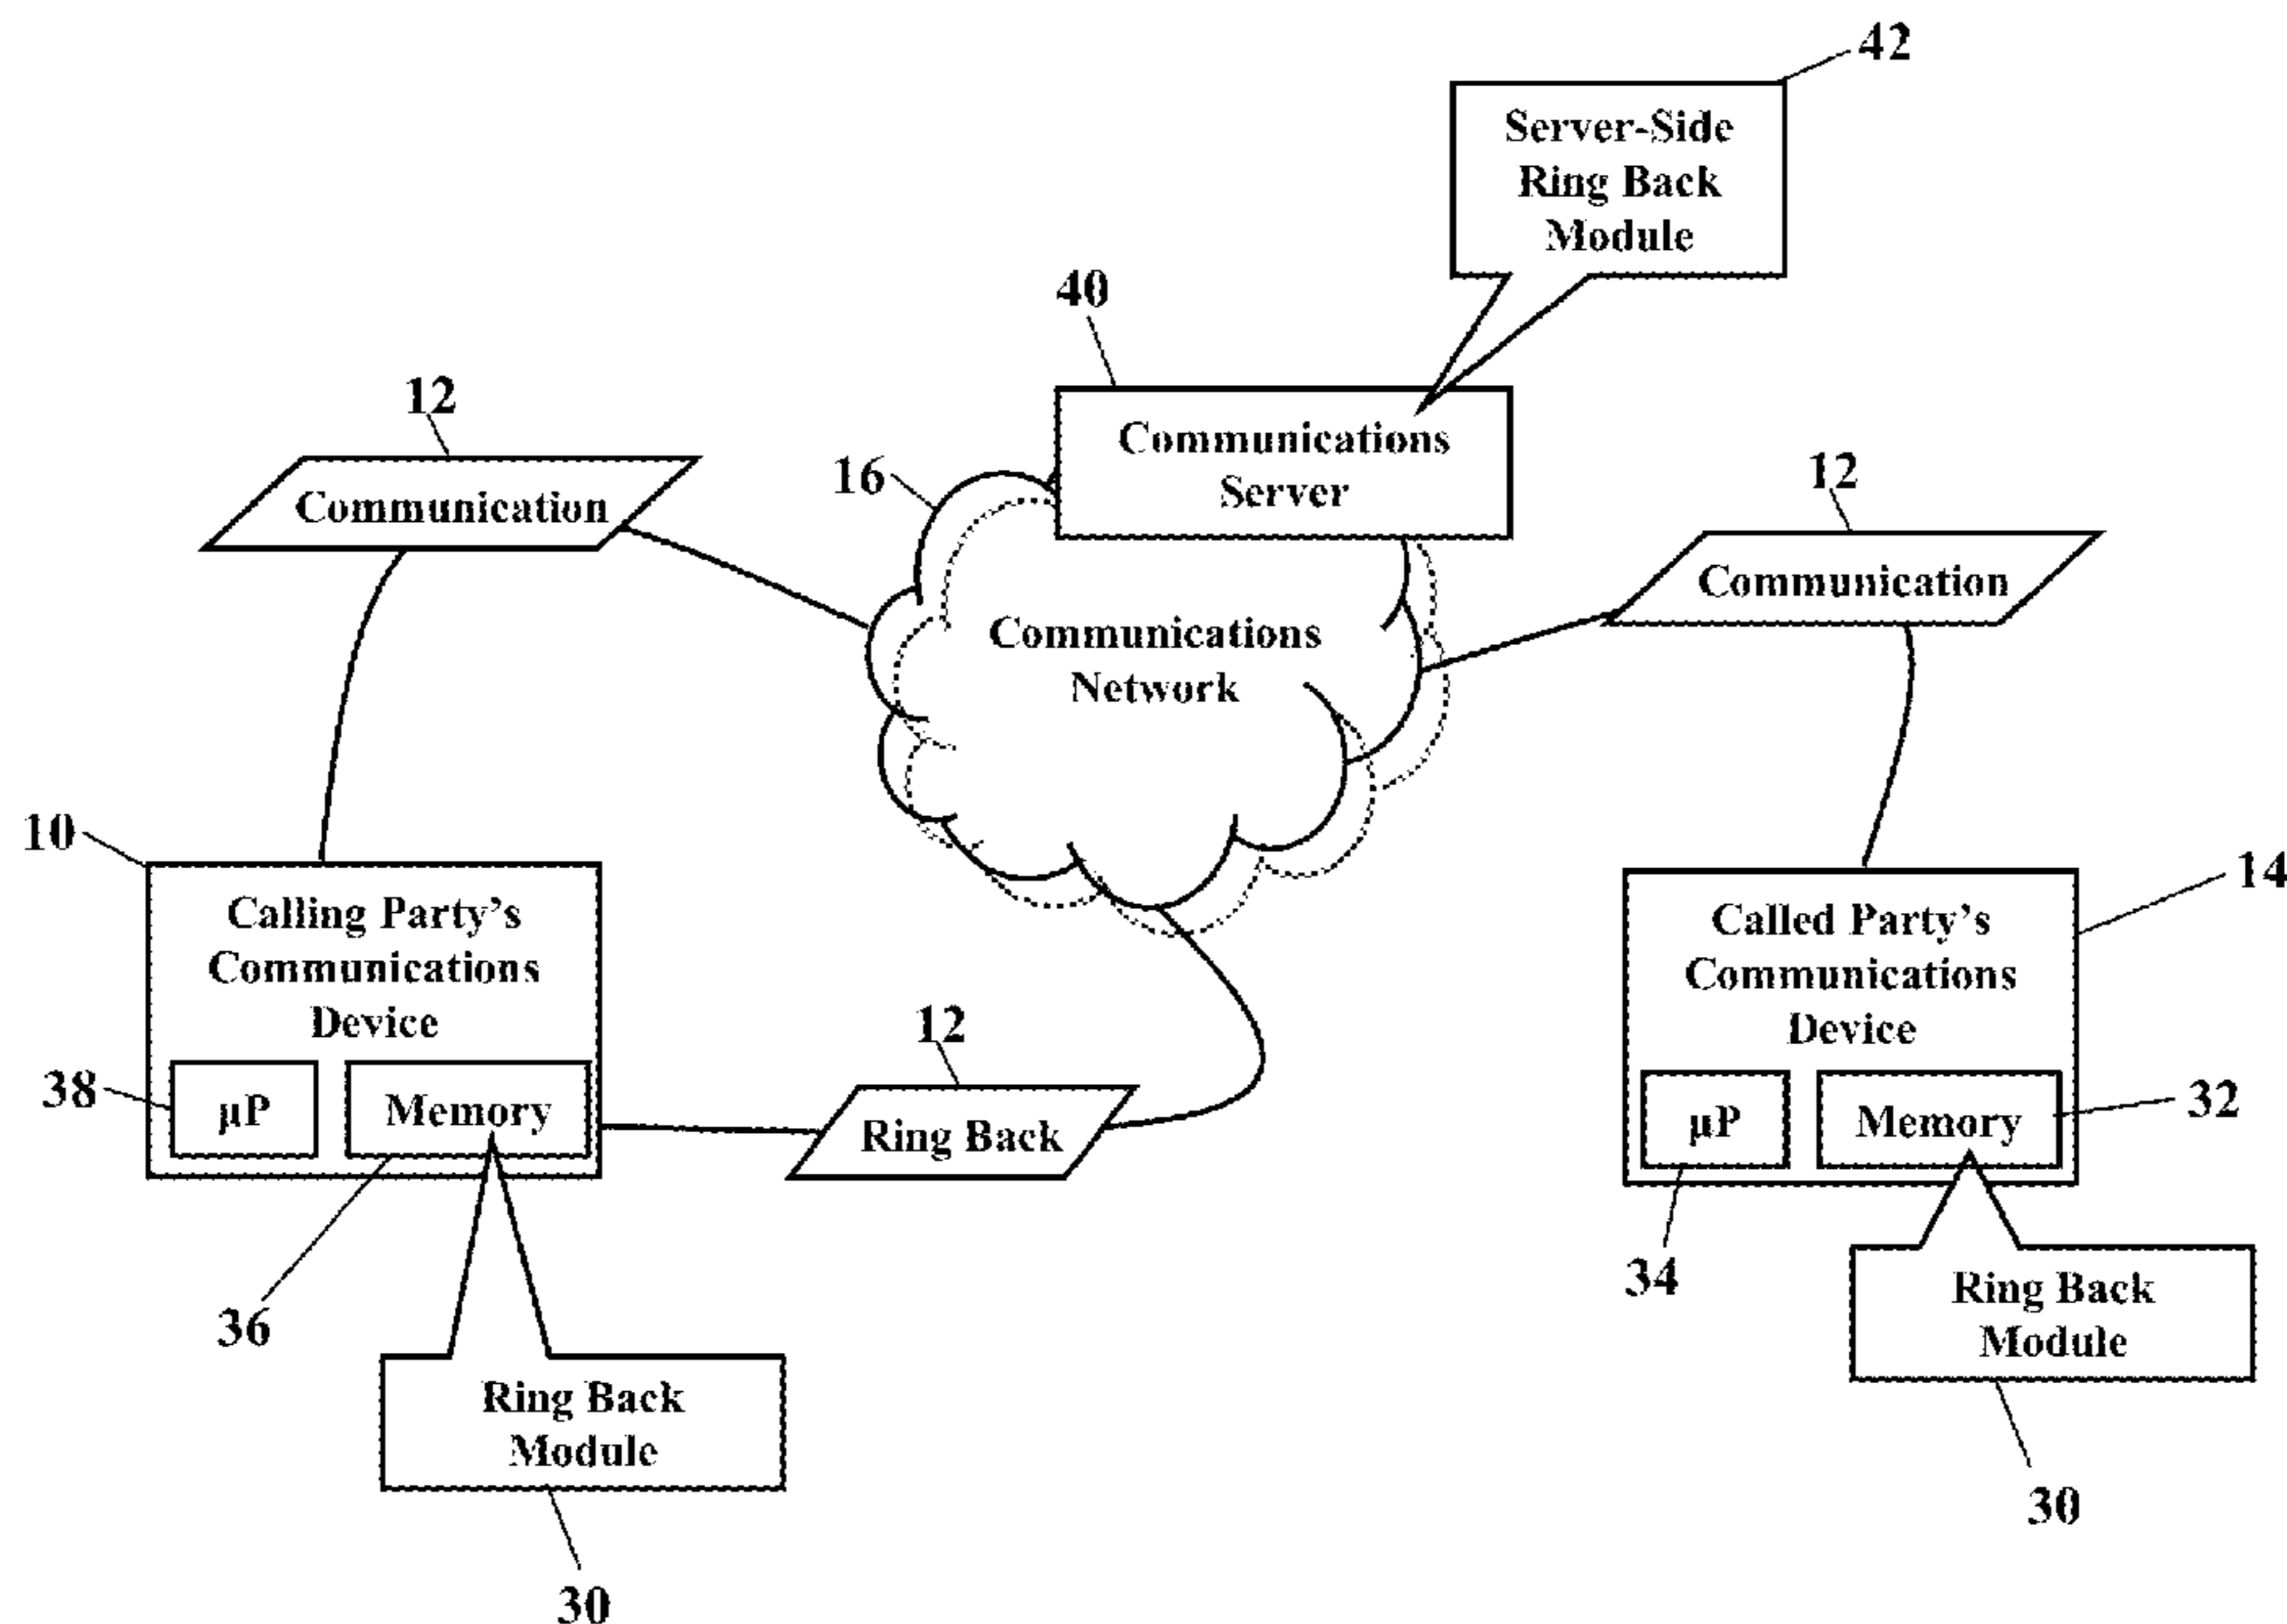 42
Server-Side
Ring Back
Module
40
12
Communications
Server
16
12
Communication
Communication
Communications
Network
10
14
Calling Party's
Communications
Device
Called Party's
Communications
Device
12
38
µP
Memory
Ring Back
µP
Memory
32
36
34
Ring Back
Module
Ring Back
Module
30
30